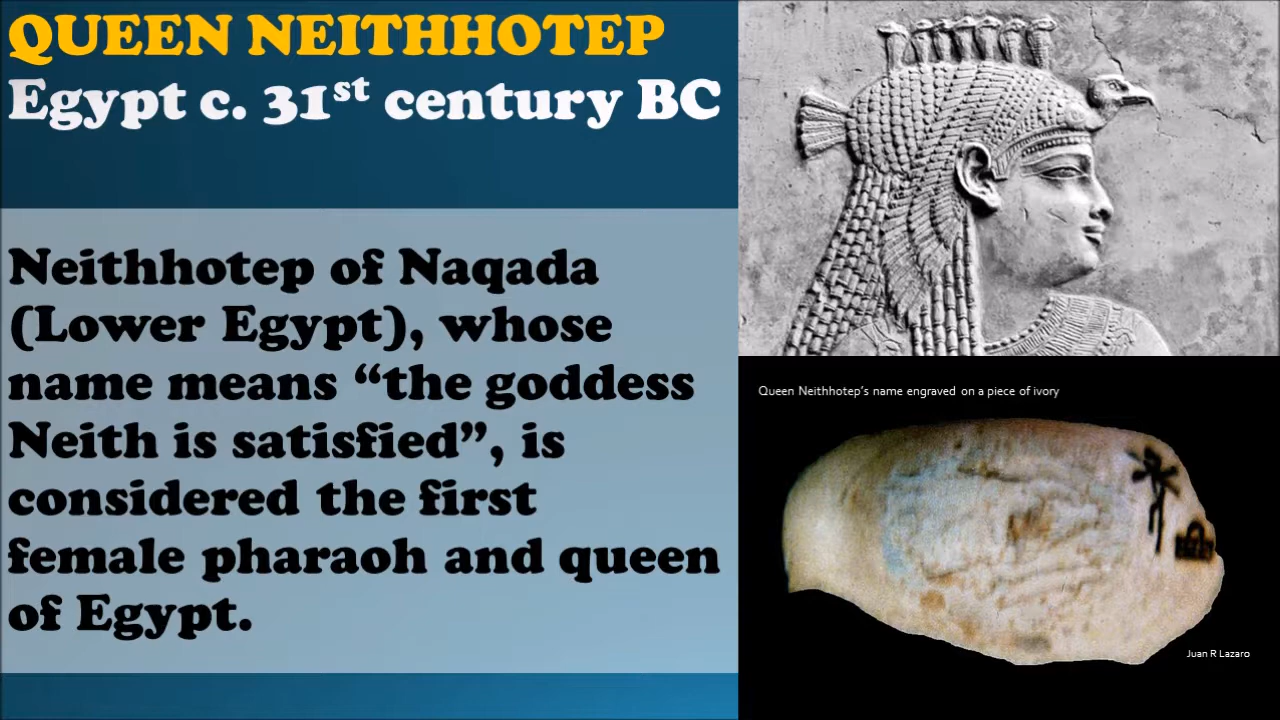 QUEEN NEITHHOTEP
Egypt c. 31st century BC
Neithhotep of Naqada
(Lower Egypt), whose
name means “the goddess
Neith is satisfied”, is
considered the first
female pharaoh and queen
of Egypt.
Queen Neithhotep's name engraved on a piece of ivory
Juan R Lazaro